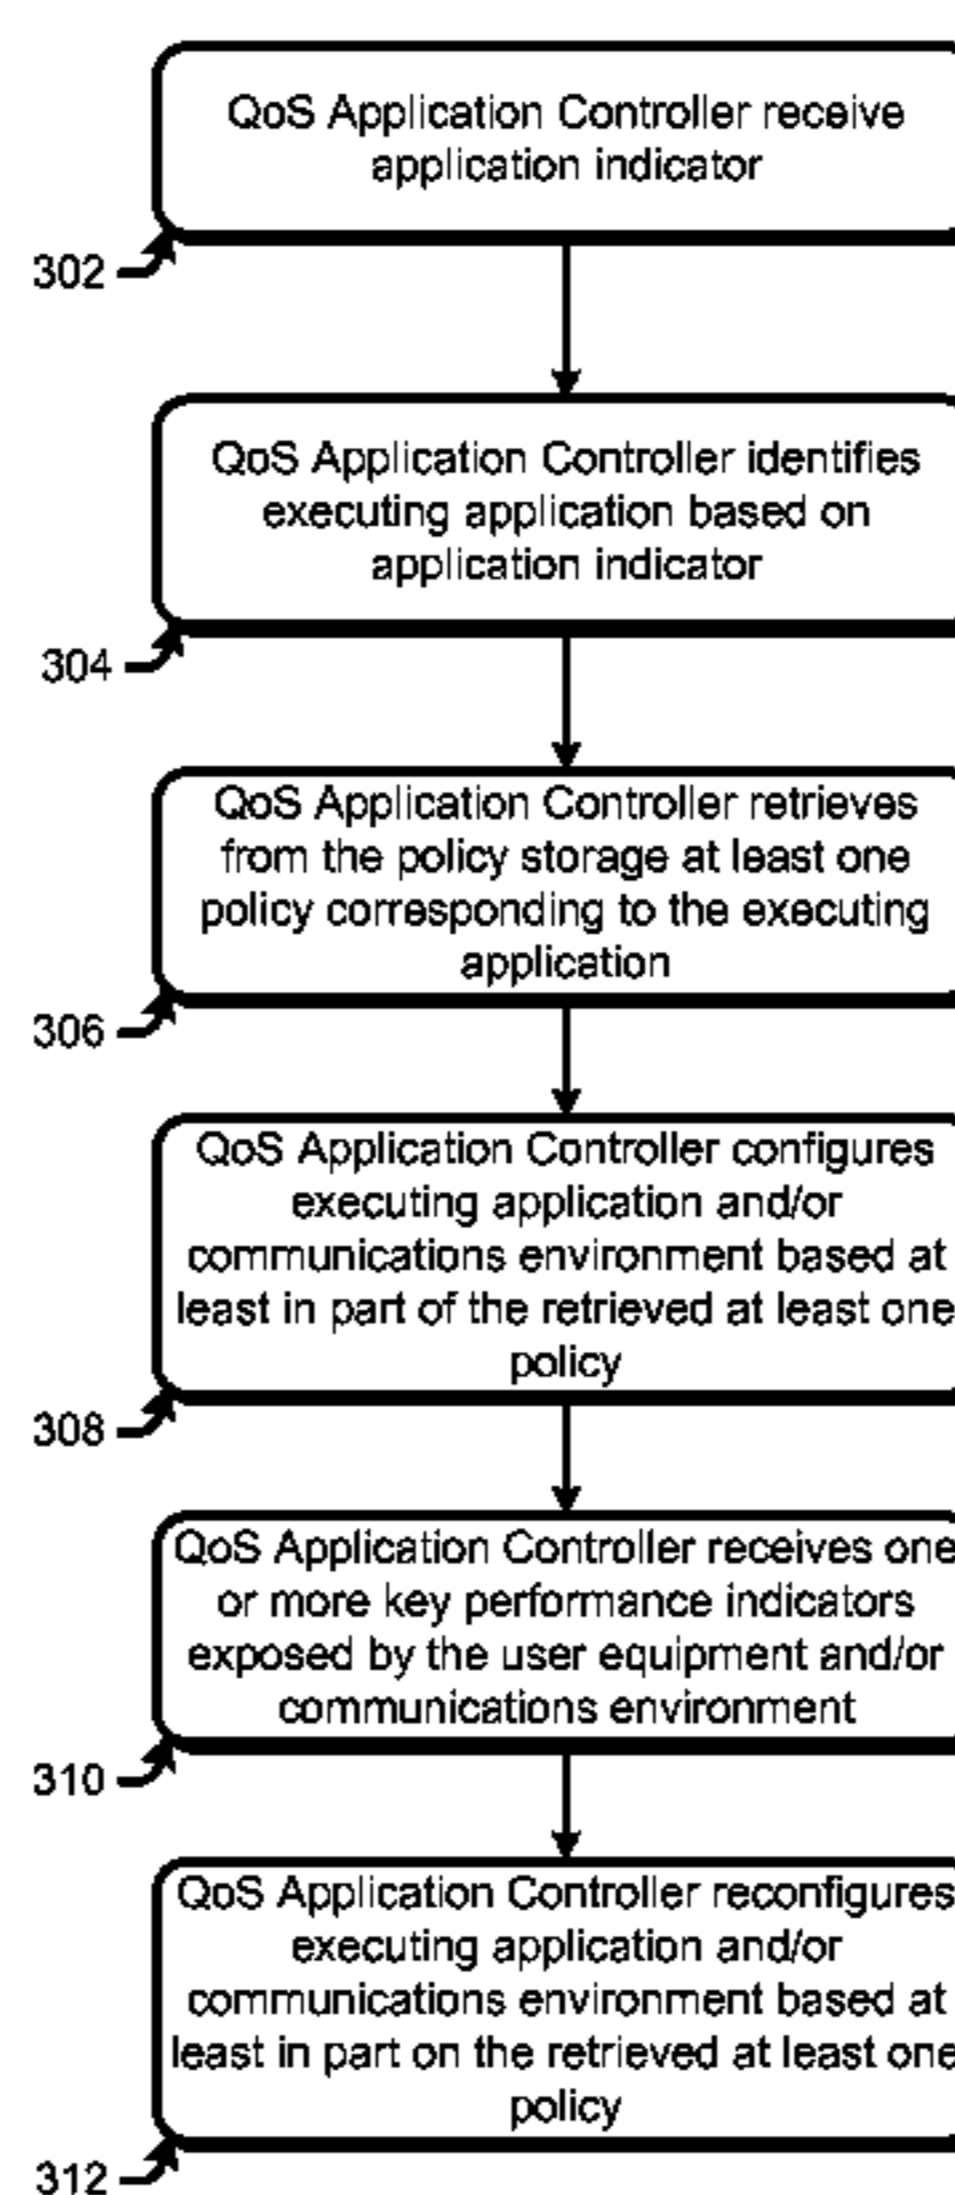 QoS Application Controller receive
application indicator
302
QoS Application Controller identifies
executing application based on
application indicator
304
QoS Application Controller retrieves
from the policy storage at least one
policy corresponding to the executing
application
306
QoS Application Controller configures
executing application and/or
communications environment based at
least in part of the retrieved at least one
policy
308
QoS Application Controller receives one
or more key performance indicators
exposed by the user equipment and/or
communications environment
310
QoS Application Controller reconfigures
executing application and/or
communications environment based at
least in part on the retrieved at least one
policy
312